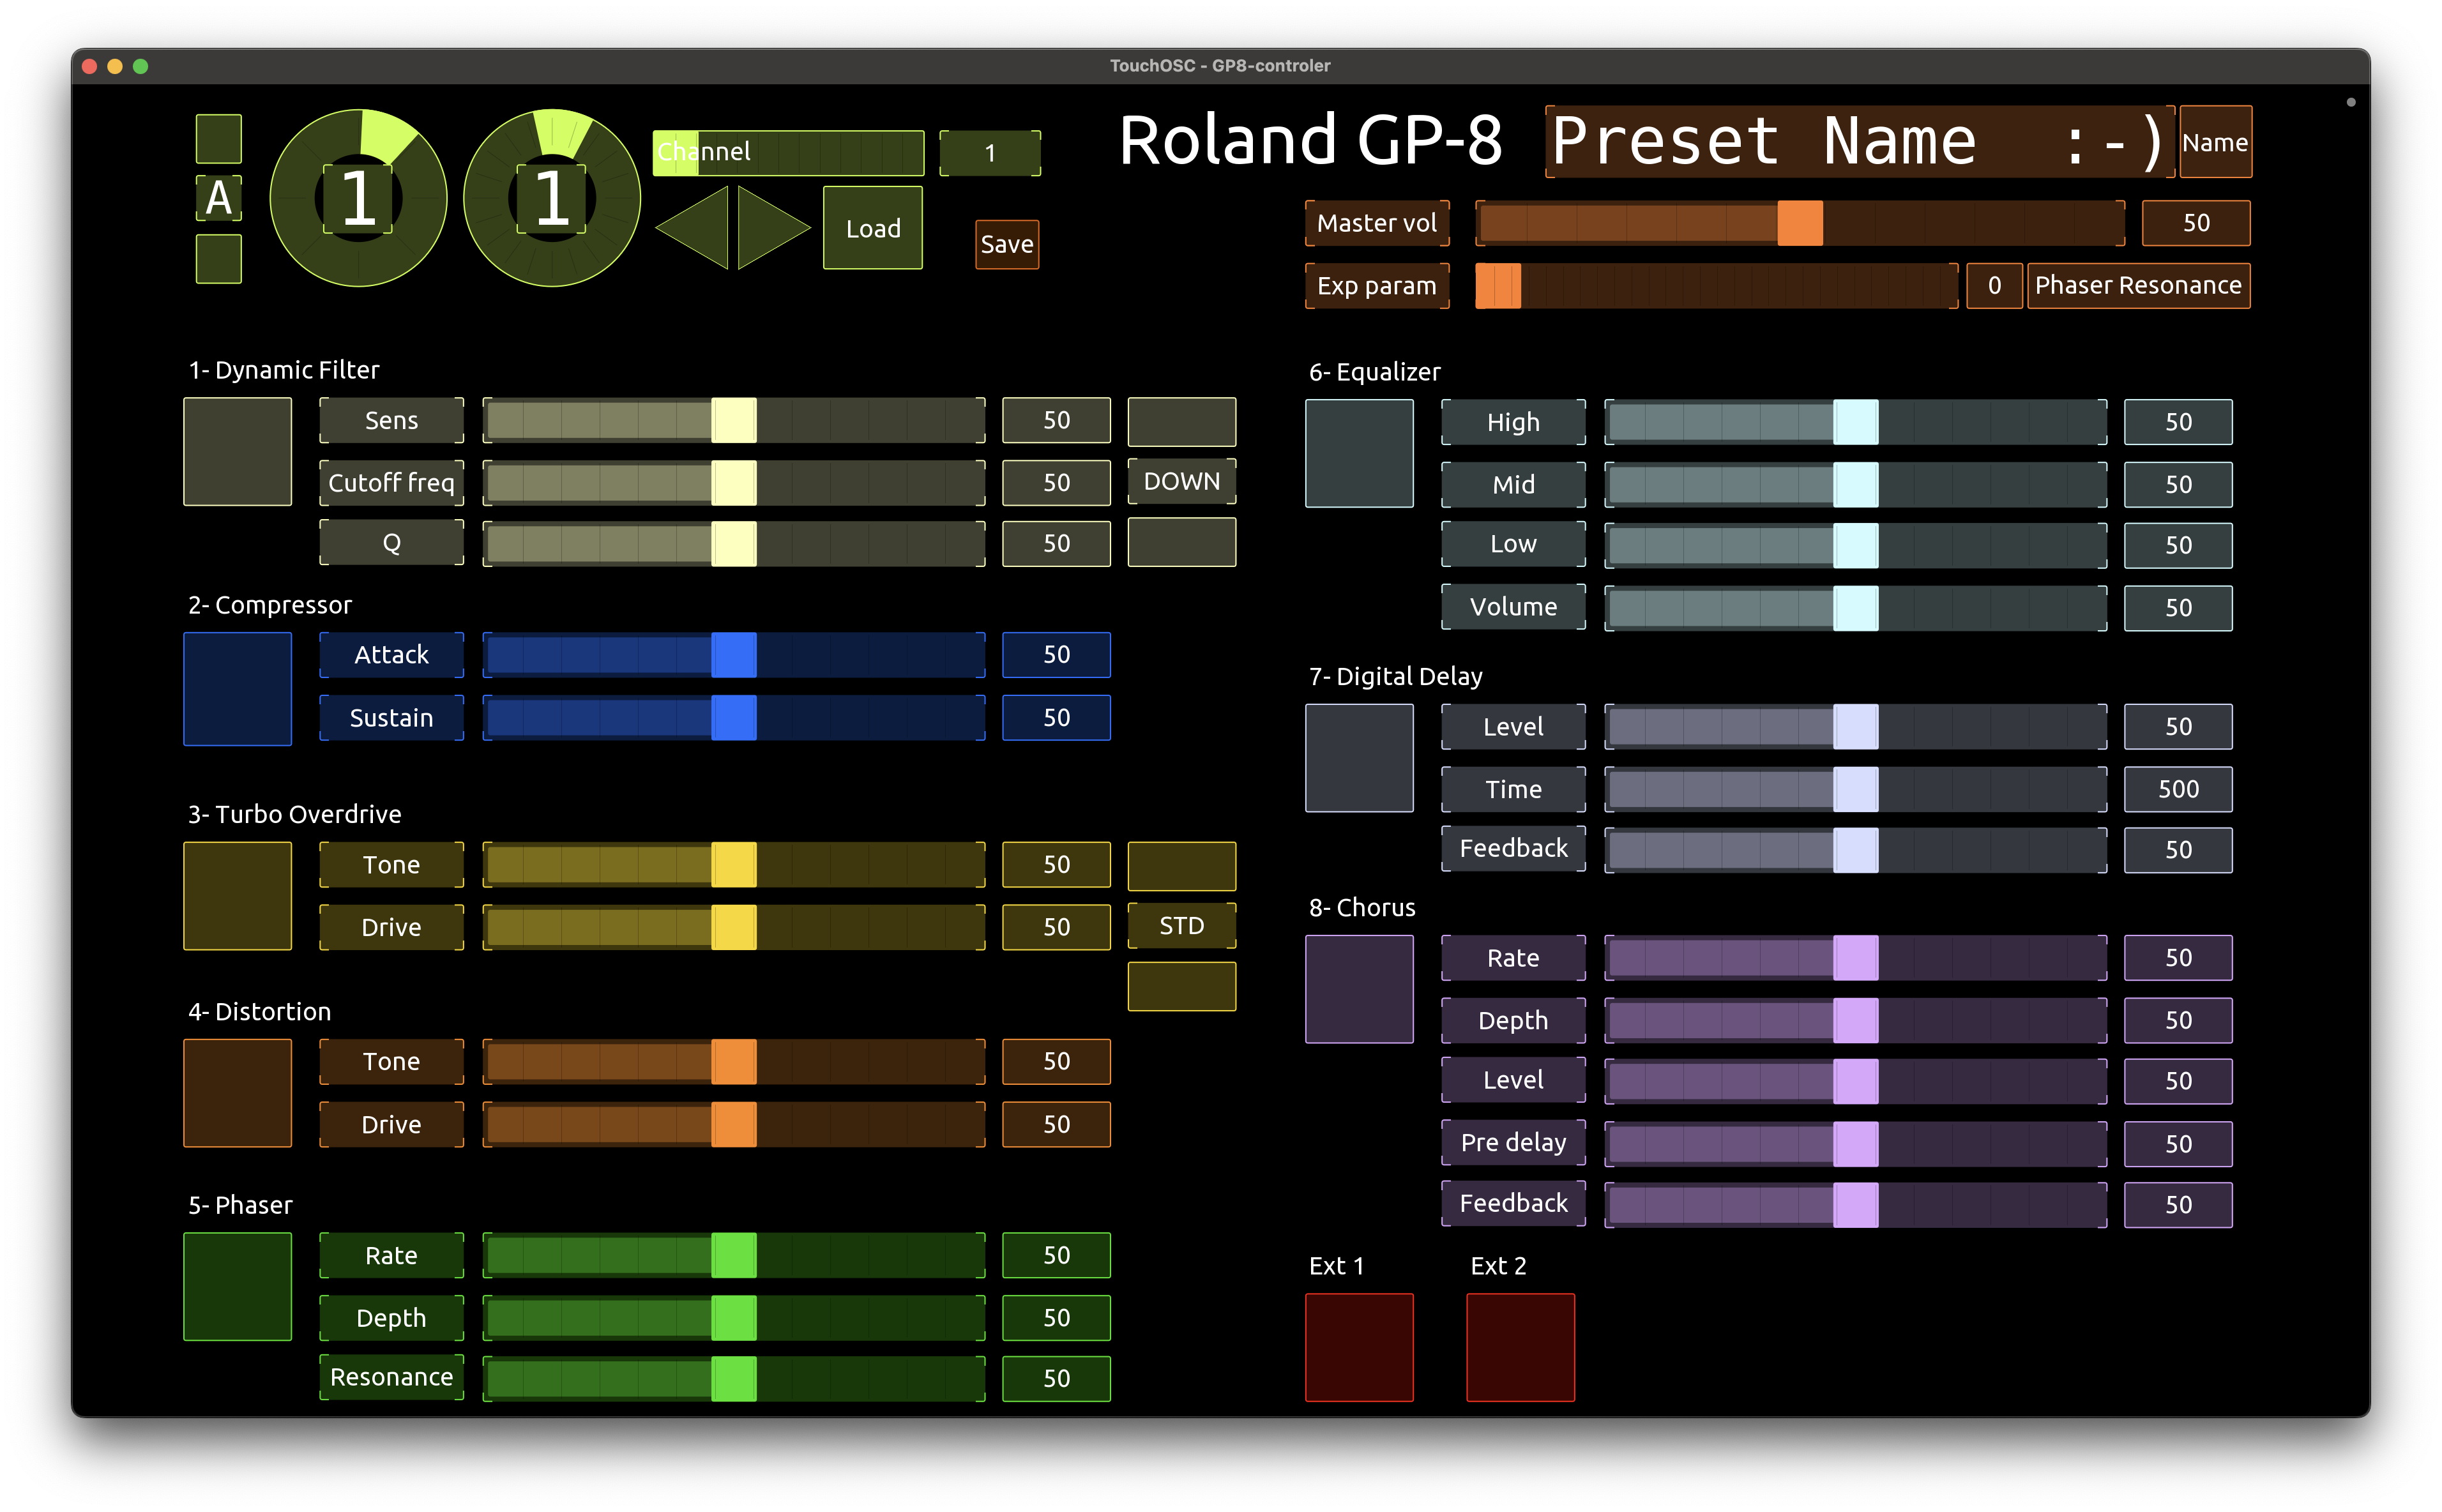 TouchOSC - GP8-controler
A
1
1
Channel
1
Load
Save
Roland GP-8
Preset Name :-)
Name
Master vol
50
Exp param
0
Phaser Resonance
1- Dynamic Filter
Sens
50
Cutoff freq
50
DOWN
Q
50
2- Compressor
Attack
50
Sustain
50
3- Turbo Overdrive
Tone
50
Drive
50
STD
4- Distortion
Tone
50
Drive
50
5- Phaser
Rate
50
Depth
50
Resonance
50
6- Equalizer
High
50
Mid
50
Low
50
Volume
50
7- Digital Delay
Level
50
Time
500
Feedback
50
8- Chorus
Rate
50
Depth
50
Level
50
Pre delay
50
Feedback
50
Ext 1
Ext 2